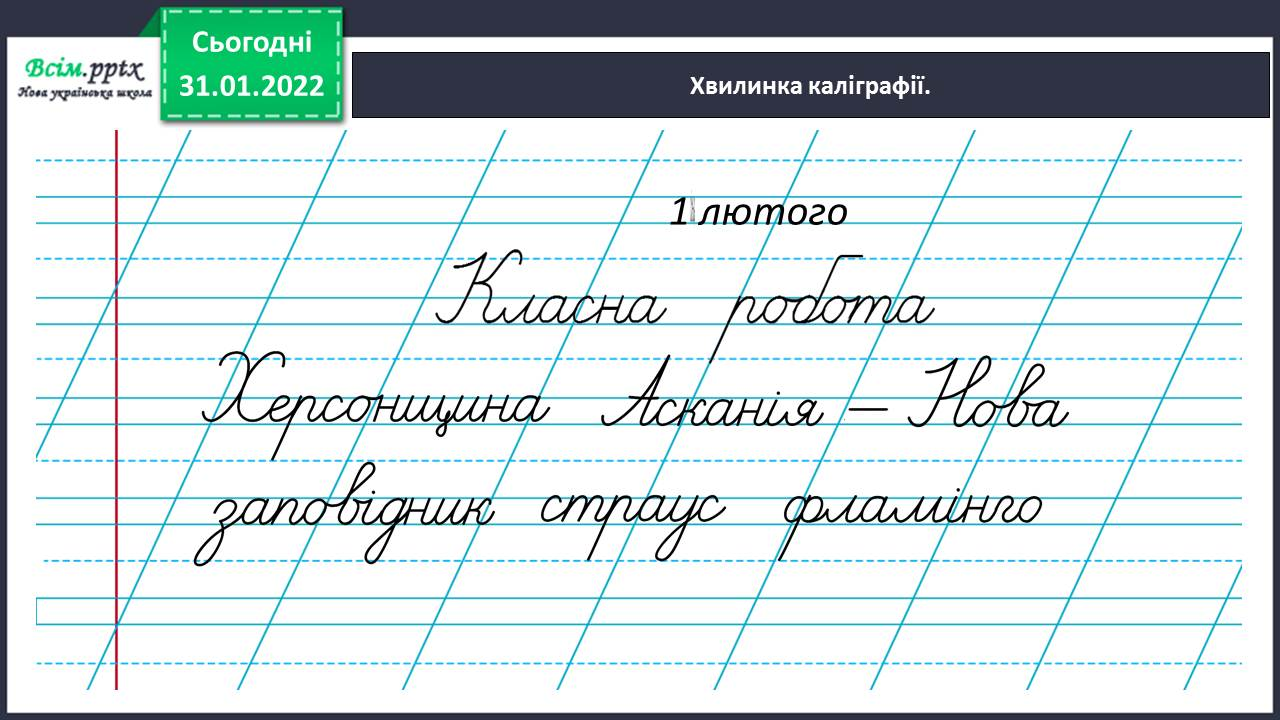 Всім.pptx
Нова українська школа
Сьогодні
31.01.2022
Хвилинка каліграфії.
1 лютого
Класна робота
Херсонщина Асканія – Нова
заповідник страус фламінго